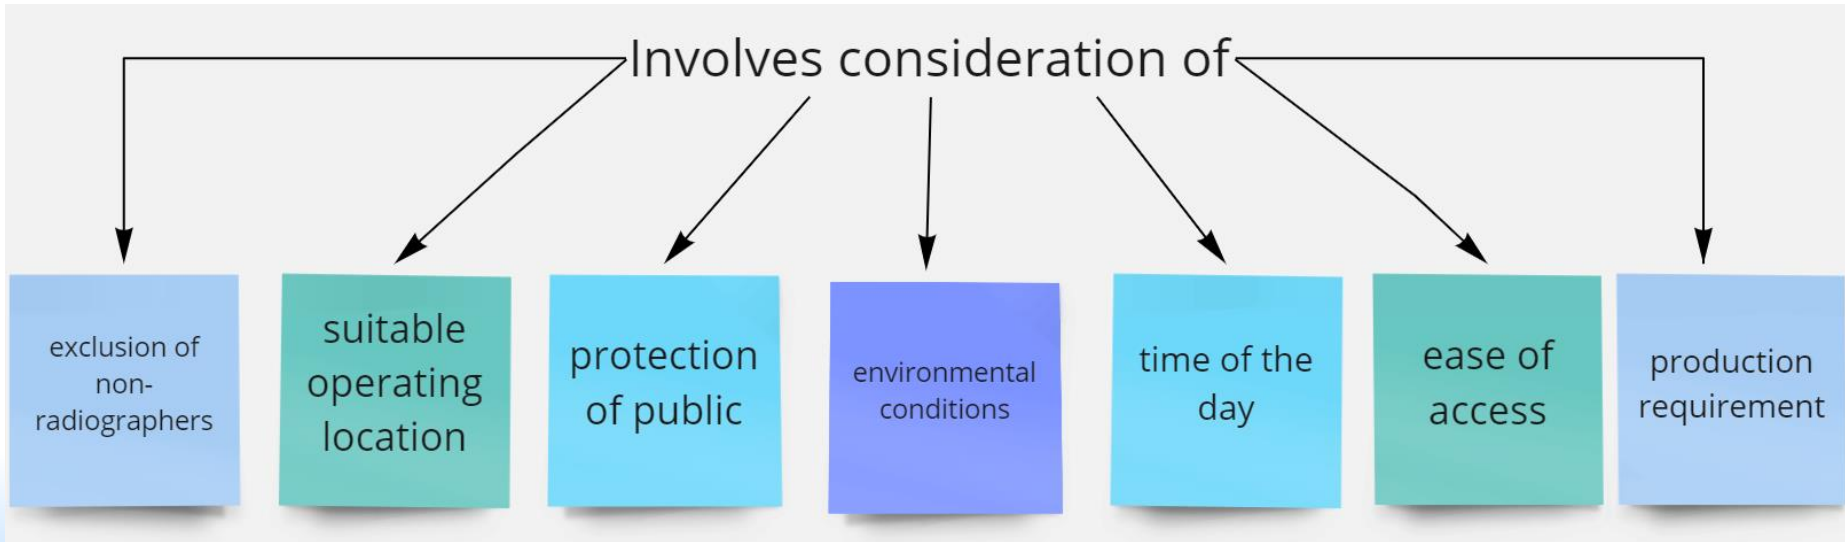 Involves consideration of
exclusion of
non-
radiographers
suitable
operating
location
protection
of public
environmental
conditions
time of the
day
ease of
access
production
requirement